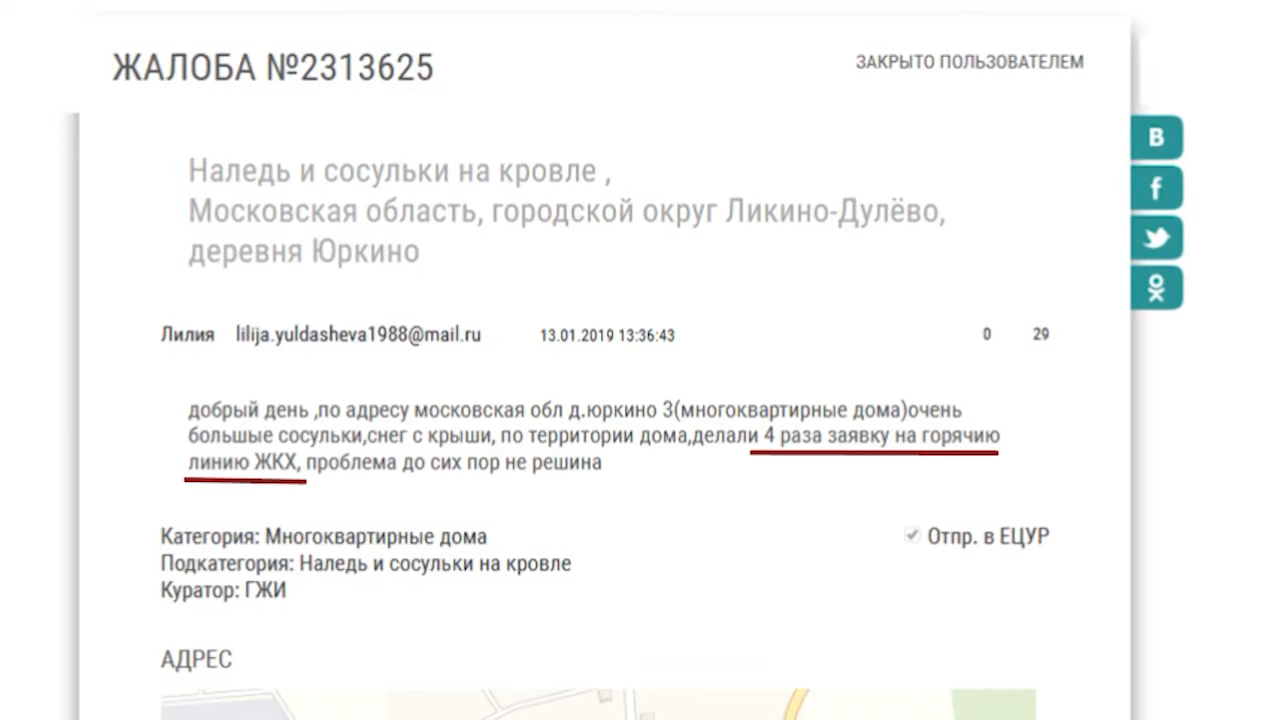 ЖАЛОБА №2313625
ЗАКРЫТО ПОЛЬЗОВАТЕЛЕМ
Наледь и сосульки на кровле ,
Московская область, городской округ Ликино-Дулёво,
деревня Юркино
Лилия lilija.yuldasheva1988@mail.ru 13.01.2019 13:36:43 0 29
добрый день ,по адресу московская обл д.юркино 3(многоквартирные дома)очень
большые сосульки,снег с крыши, по территории дома,делали 4 раза заявку на горячию
линию ЖКХ, проблема до сих пор не решина
Категория: Многоквартирные дома
Отпр. в ЕЦУР
Подкатегория: Наледь и сосульки на кровле
Куратор: ГЖИ
АДРЕС